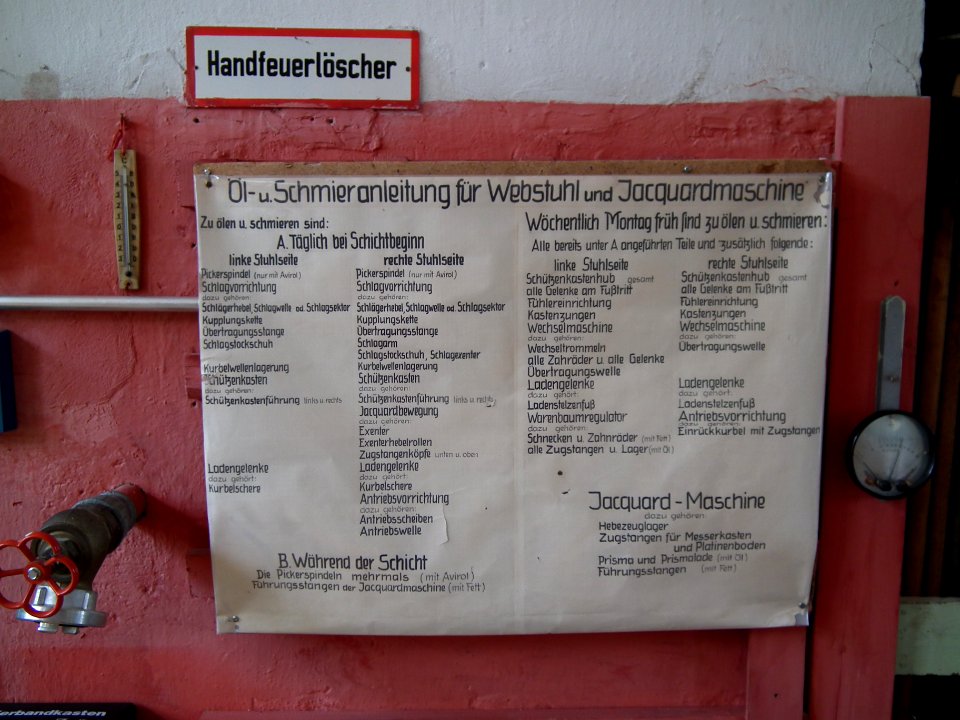 Handfeuerlöscher
Öl- u. Schmieranleitung für Webstuhl und Jacquardmaschine
Zu ölen u. schmieren sind:
A. Täglich bei Schichtbeginn
linke Stuhlseite
Pickerspindel (nur mit Avirol)
Schlagvorrichtung
dazu gehören:
Schlägerhebel, Schlagwelle od. Schlagsektor
Kupplungskette
Übertragungsstange
Schlagstockschuh
Kurbelwellenlagerung
Schützenkasten
dazu gehören:
Schützenkastenführung links u. rechts
Ladengelenke
dazu gehört:
Kurbelschere
rechte Stuhlseite
Pickerspindel (nur mit Avirol)
Schlagvorrichtung
dazu gehören:
Schlägerhebel, Schlagwelle od. Schlagsektor
Kupplungskette
Übertragungsstange
Schlagarm
Schlagstockschuh, Schlagexenter
Kurbelwellenlagerung
Schützenkasten
dazu gehören:
Schützenkastenführung links u. rechts
Jacquardbewegung
dazu gehören:
Exenter
Exenterhebelrollen
Zugstangenköpfe unten u. oben
Ladengelenke
dazu gehört:
Kurbelschere
Antriebsvorrichtung
dazu gehören:
Antriebsscheiben
Antriebswelle
B. Während der Schicht
Die Pickerspindeln mehrmals (mit Avirol)
Führungsstangen der Jacquardmaschine (mit Fett)
Wöchentlich Montag früh sind zu ölen u. schmieren:
Alle bereits unter A angeführten Teile und zusätzlich folgende:
linke Stuhlseite
Schützenkastenhub gesamt
alle Gelenke am Fußtritt
Fühlereinrichtung
Kastenzungen
Wechselmaschine
dazu gehören:
Wechseltrommeln
alle Zahnräder u. alle Gelenke
Übertragungswelle
Ladengelenke
dazu gehört:
Ladenstelzenfuß
Warenbaumregulator
dazu gehören:
Schnecken u. Zahnräder (mit Fett)
alle Zugstangen u. Lager (mit Öl)
rechte Stuhlseite
Schützenkastenhub gesamt
alle Gelenke am Fußtritt
Fühlereinrichtung
Kastenzungen
Wechselmaschine
dazu gehören:
Übertragungswelle
Ladengelenke
dazu gehört:
Ladenstelzenfuß
Antriebsvorrichtung
dazu gehören:
Einrückkurbel mit Zugstangen
Jacquard - Maschine
dazu gehören:
Hebezeuglager
Zugstangen für Messerkasten
und Platinenboden
Prisma und Prismalade (mit Öl)
Führungsstangen (mit Fett)
erbandkasten